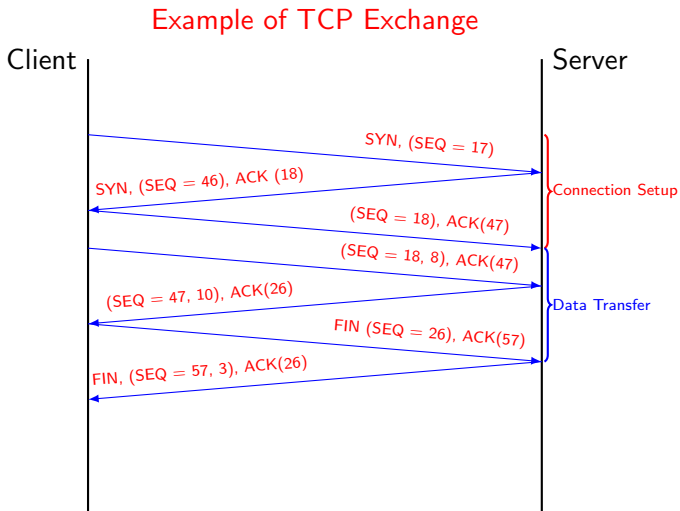 Example of TCP Exchange
Client
Server
SYN, (SEQ = 17)
SYN, (SEQ = 46), ACK (18)
Connection Setup
(SEQ = 18), ACK(47)
(SEQ = 18, 8), ACK(47)
(SEQ = 47, 10), ACK(26)
Data Transfer
FIN (SEQ = 26), ACK(57)
FIN, (SEQ = 57, 3), ACK(26)